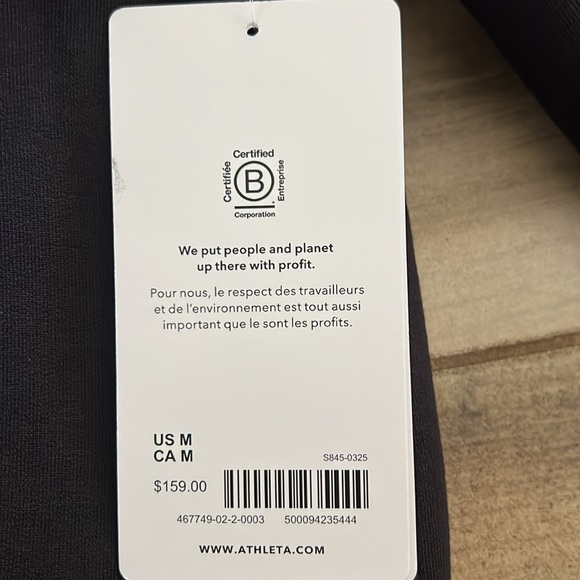 Certified
Certifiée
B
Entreprise
Corporation
We put people and planet
up there with profit.
Pour nous, le respect des travailleurs
et de l'environnement est tout aussi
important que le sont les profits.
US M
CA M
S845-0325
$159.00
467749-02-2-0003 500094235444
WWW.ATHLETA.COM